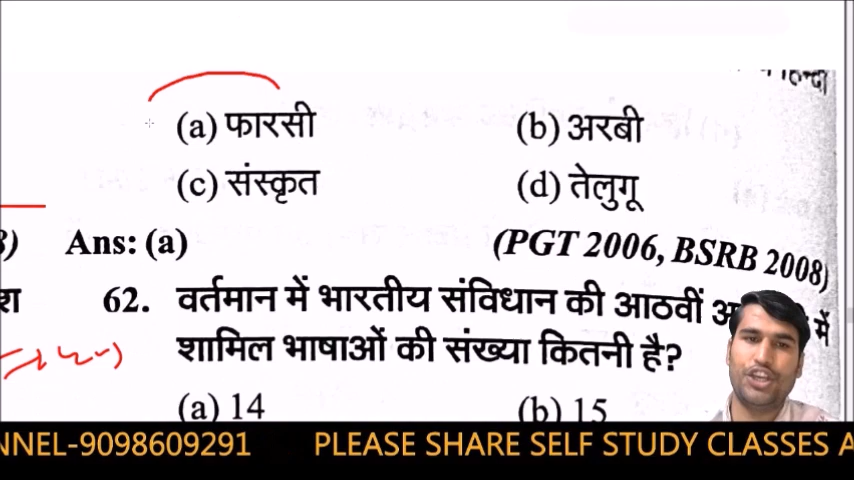 हिन्दी
(a) फारसी (b) अरबी
(c) संस्कृत (d) तेलुगू
Ans: (a) (PGT 2006, BSRB 2008)
62. वर्तमान में भारतीय संविधान की आठवीं में
शामिल भाषाओं की संख्या कितनी है?
(a) 14 (b) 15
NNEL-9098609291 PLEASE SHARE SELF STUDY CLASSES A